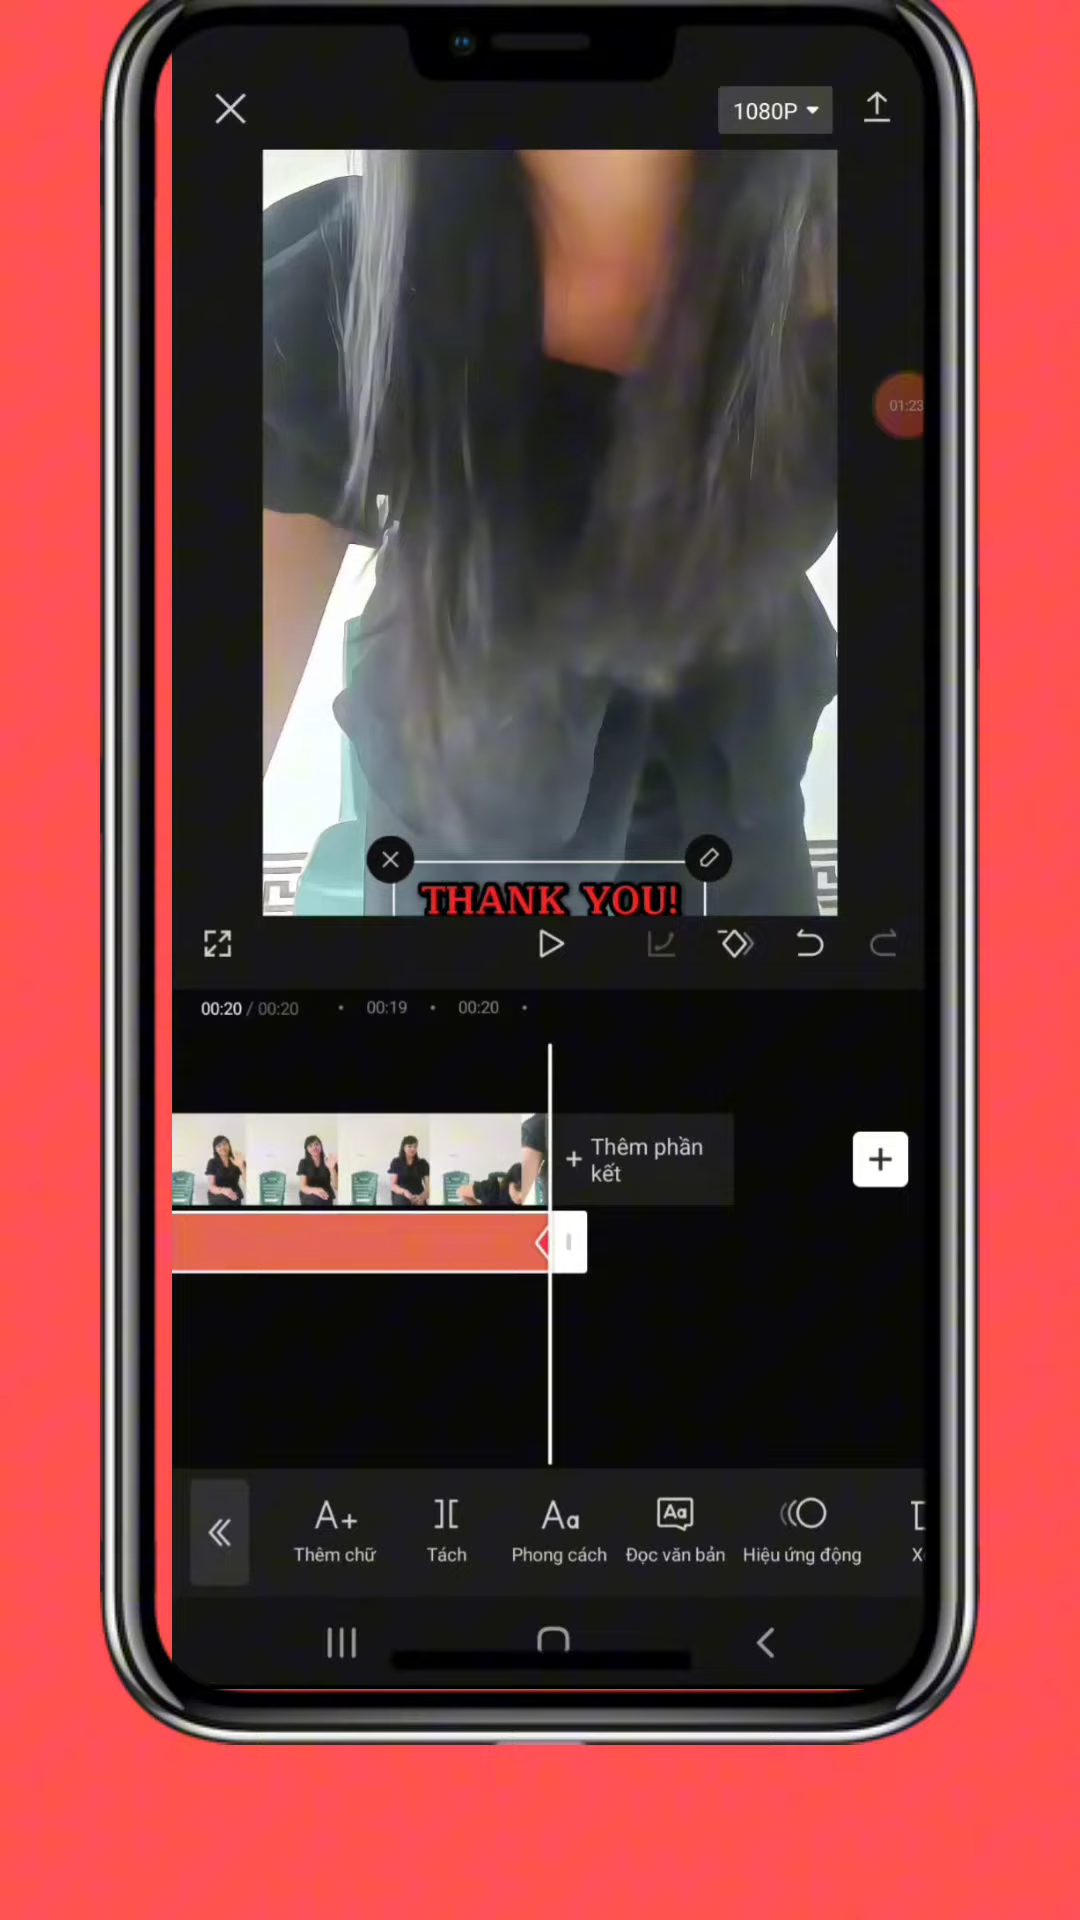 1080P
01:23
THANK YOU!
00:20 / 00:20
00:19
00:20
Thêm phần
kết
Thêm chữ
Tách
Phong cách
Đọc văn bản
Hiệu ứng động